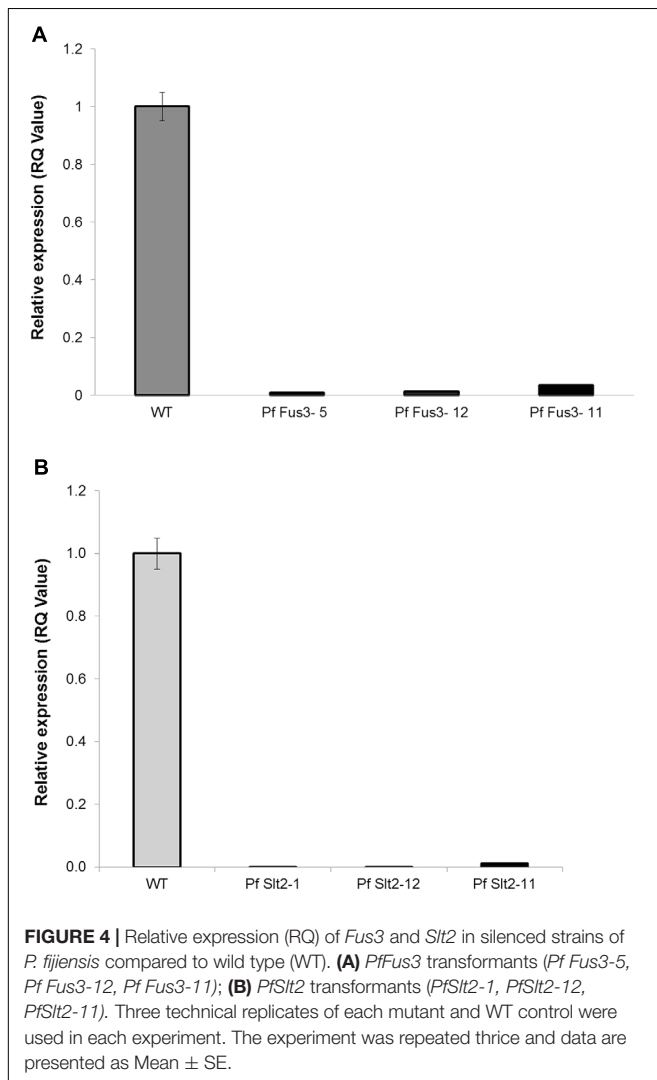 A
1.2
1
0.8
0.6
0.4
0.2
0
Relative expression (RQ Value)
WT Pf Fus3- 5 Pf Fus3- 12 Pf Fus3- 11
B
1.2
1.0
0.8
0.6
0.4
0.2
0.0
Relative expression (RQ Value)
WT Pf Slt2-1 Pf Slt2-12 Pf Slt2-11
FIGURE 4 | Relative expression (RQ) of Fus3 and Slt2 in silenced strains of
P. fijiensis compared to wild type (WT). (A) PfFus3 transformants (Pf Fus3-5,
Pf Fus3-12, Pf Fus3-11); (B) PfSlt2 transformants (PfSlt2-1, PfSlt2-12,
PfSlt2-11). Three technical replicates of each mutant and WT control were
used in each experiment. The experiment was repeated thrice and data are
presented as Mean ± SE.